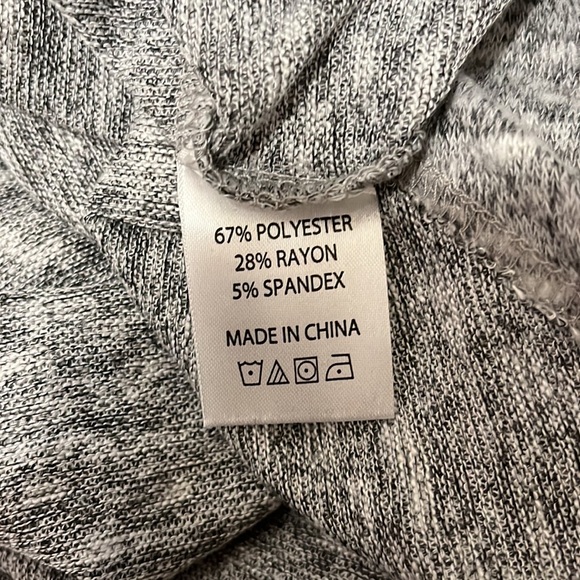 67% POLYESTER
28% RAYON
5% SPANDEX
MADE IN CHINA